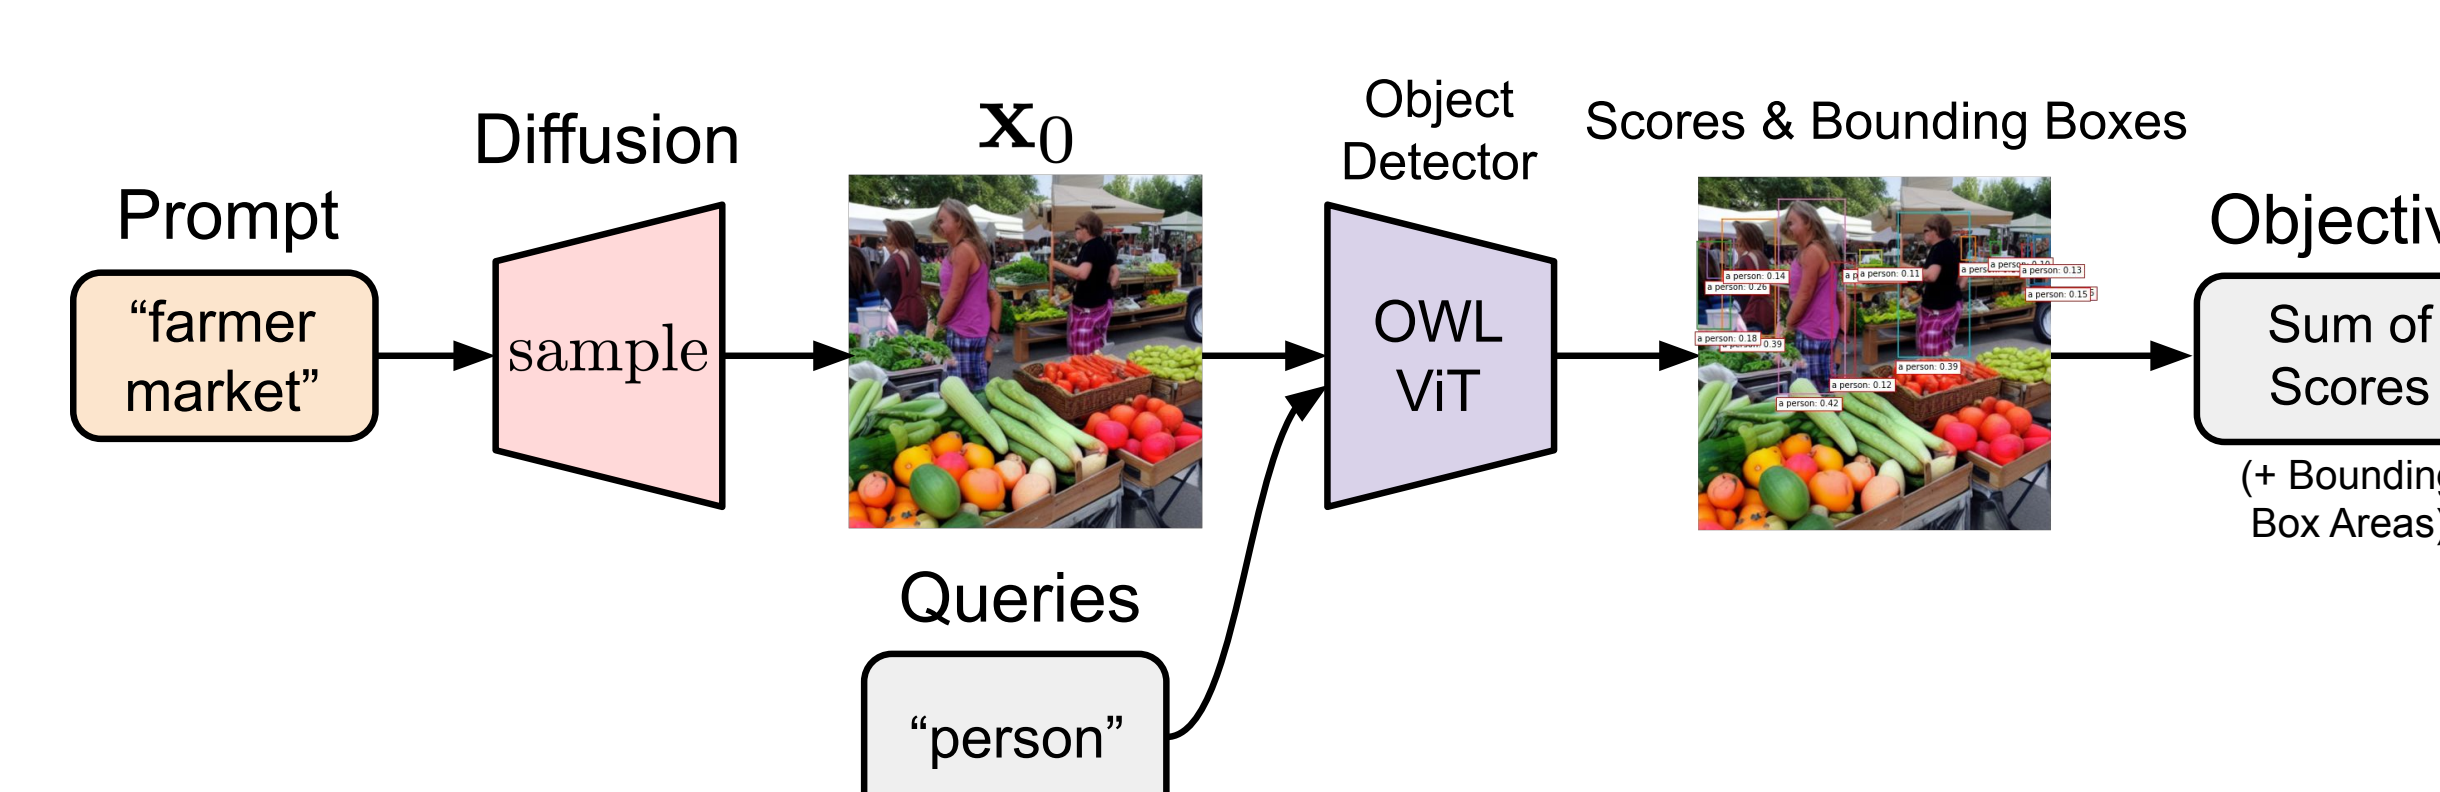 Prompt
“farmer
market”
Diffusion
sample
x0
Queries
“person”
Object
Detector
OWL
ViT
Scores & Bounding Boxes
a person: 0.14
a person: 0.26
a person: 0.18
0.39
a person: 0.42
a person: 0.12
a person: 0.11
a person: 0.39
a person: 0.13
a person: 0.15
Sum of
Scores
(+
Box Areas)